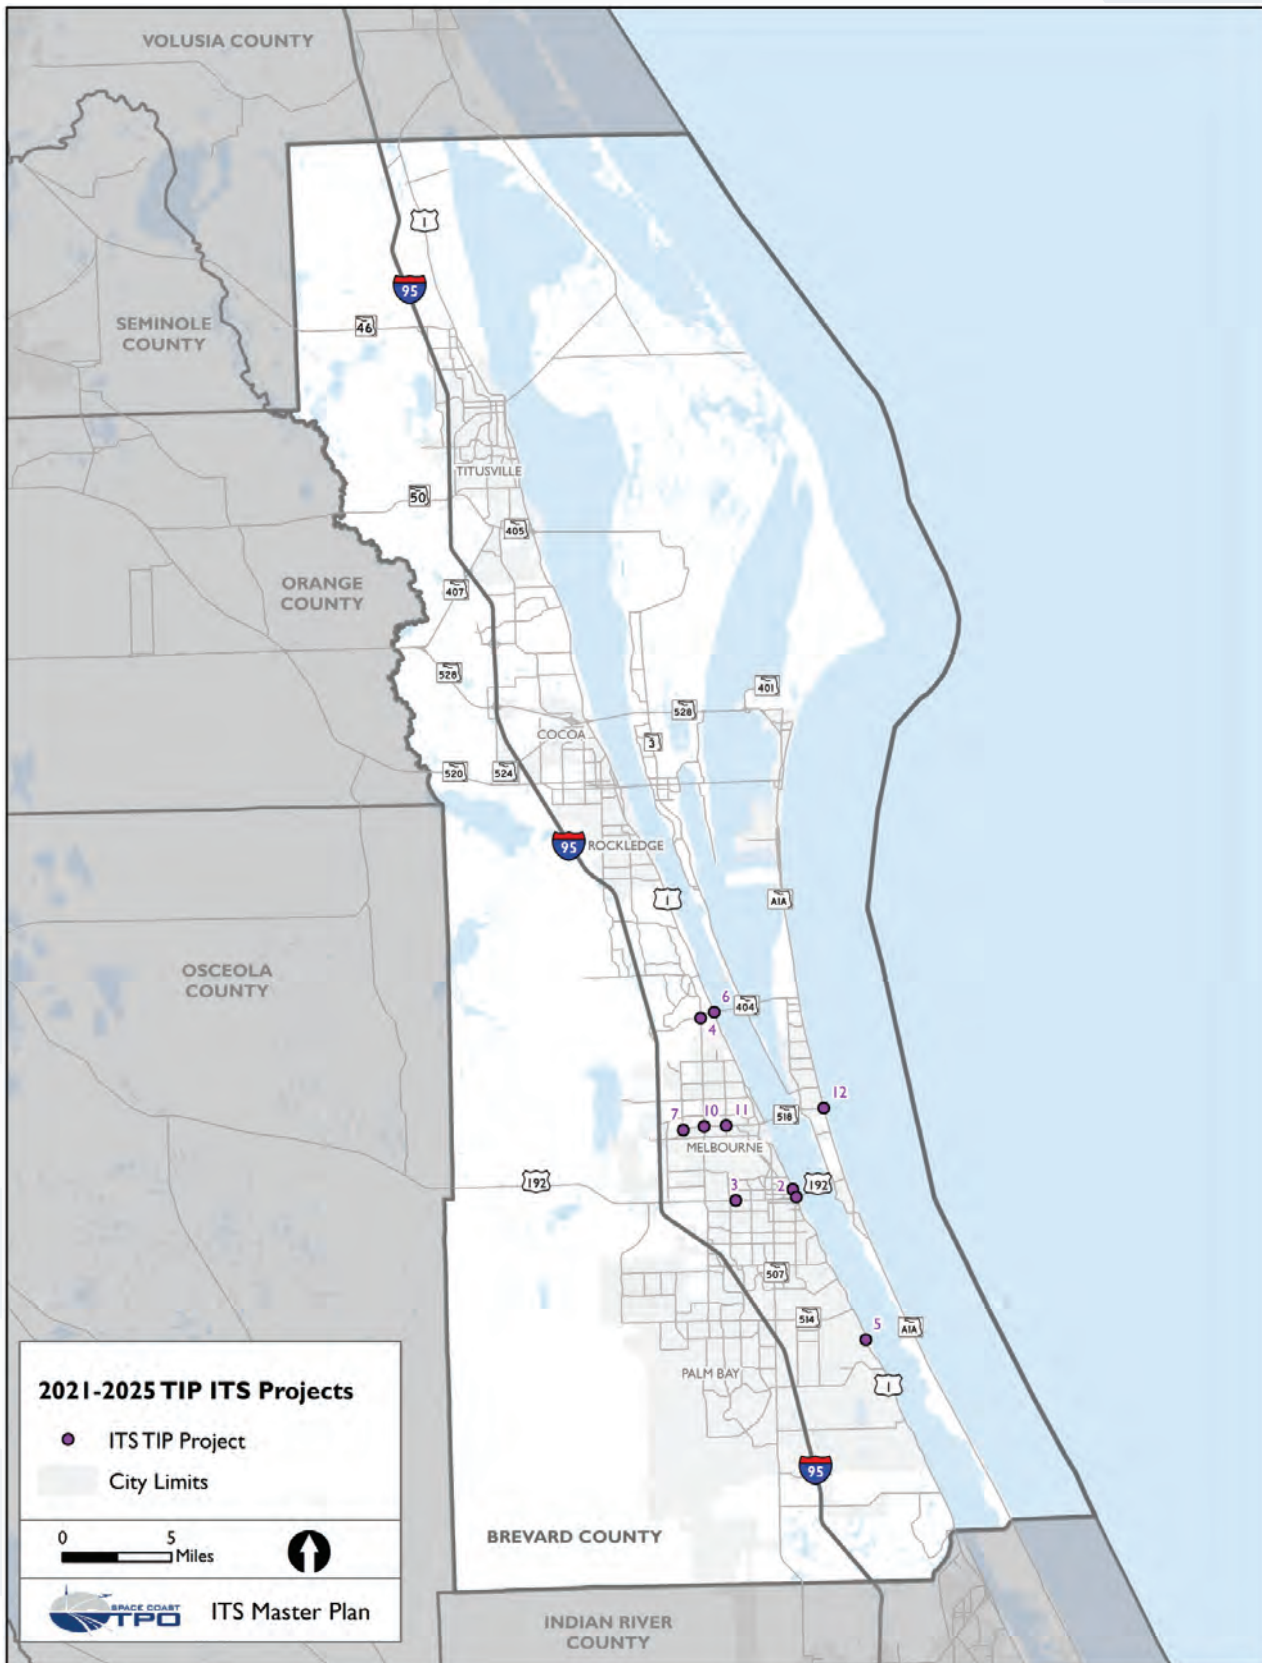 VOLUSIA COUNTY
1
95
46
SEMINOLE
COUNTY
TITUSVILLE
50
405
ORANGE
COUNTY
407
528
401
528
COCOA
3
520
524
95
ROCKLEDGE
1
A1A
OSCEOLA
COUNTY
6
404
4
12
7
10
11
518
MELBOURNE
192
3
2
192
507
514
5
A1A
PALM BAY
1
95
BREVARD COUNTY
INDIAN RIVER
COUNTY
2021-2025 TIP ITS Projects
ITS TIP Project
City Limits
0 5
Miles
SPACE COAST
TPO
ITS Master Plan